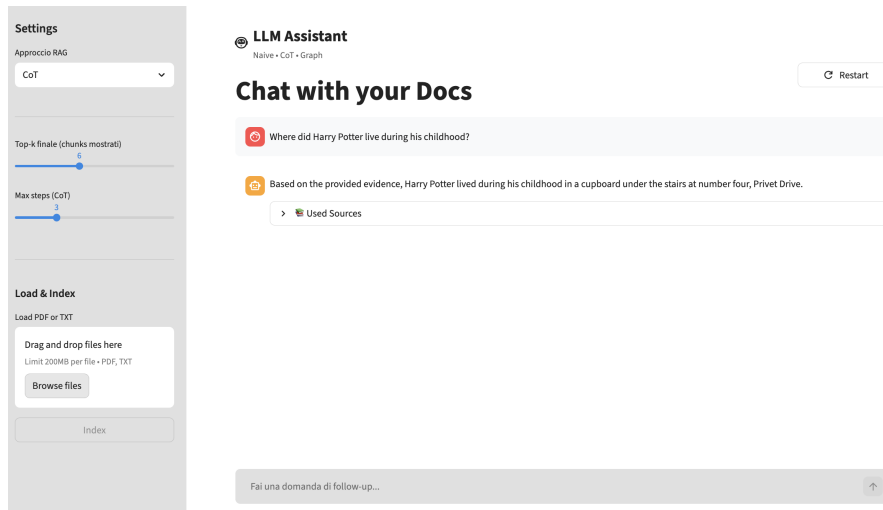 Settings
Approccio RAG
CoT
Top-k finale (chunks mostrati)
6
Max steps (CoT)
3
Load & Index
Load PDF or TXT
Drag and drop files here
Limit 200MB per file • PDF, TXT
Browse files
Index
LLM Assistant
Naive • CoT • Graph
Restart
Chat with your Docs
Where did Harry Potter live during his childhood?
Based on the provided evidence, Harry Potter lived during his childhood in a cupboard under the stairs at number four, Privet Drive.
Used Sources
Fai una domanda di follow-up...